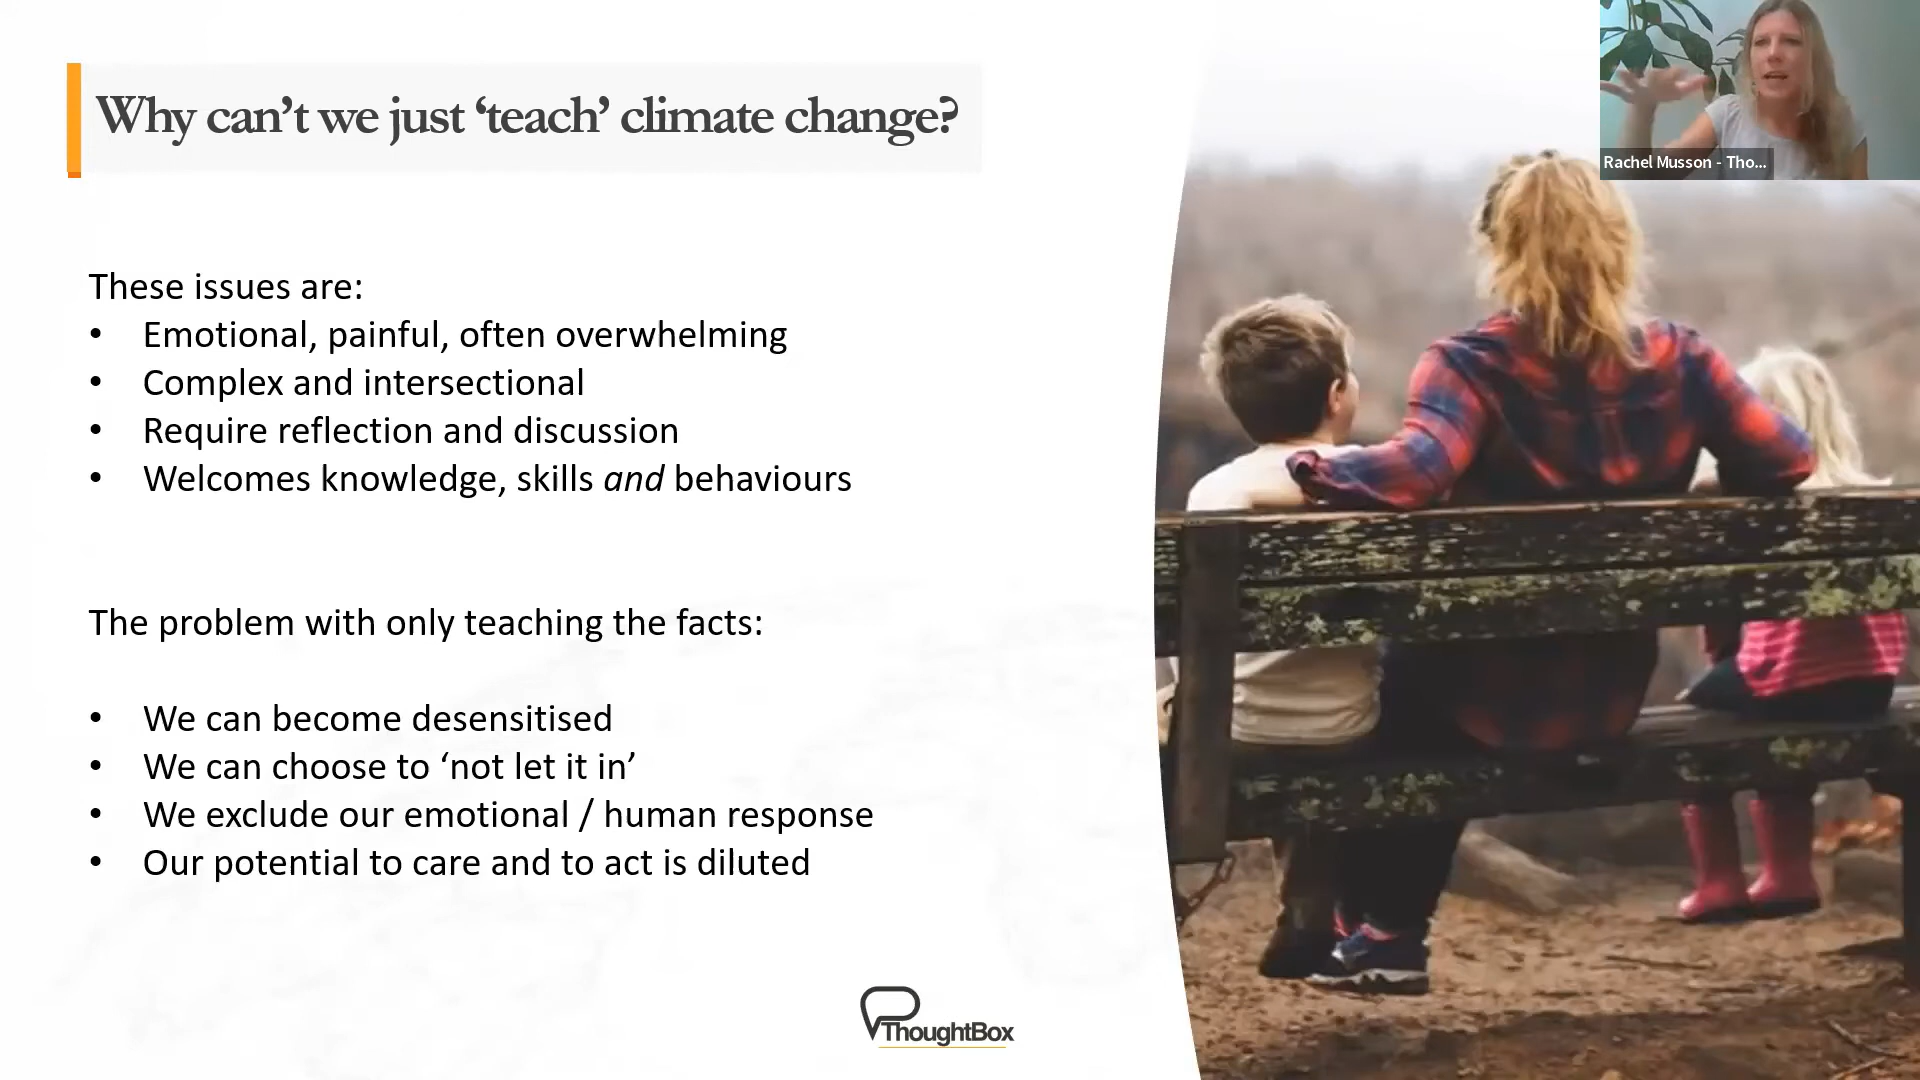 Why can’t we just ‘teach’ climate change?
Rachel Musson - Tho...
These issues are:
• Emotional, painful, often overwhelming
• Complex and intersectional
• Require reflection and discussion
• Welcomes knowledge, skills and behaviours
The problem with only teaching the facts:
• We can become desensitised
• We can choose to ‘not let it in’
• We exclude our emotional / human response
• Our potential to care and to act is diluted
ThoughtBox